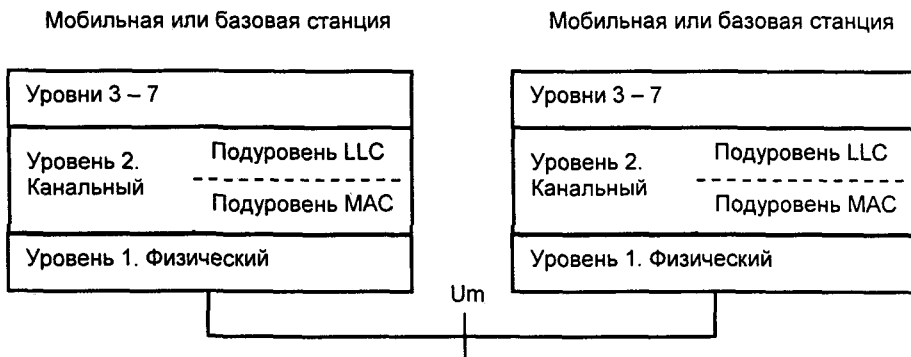 Мобильная или базовая станция
Мобильная или базовая станция
Уровни 3 – 7
Уровень 2.
Канальный
Подуровень LLC
Подуровень MAC
Уровень 1. Физический
Уровни 3 – 7
Уровень 2.
Канальный
Подуровень LLC
Подуровень MAC
Уровень 1. Физический
Um